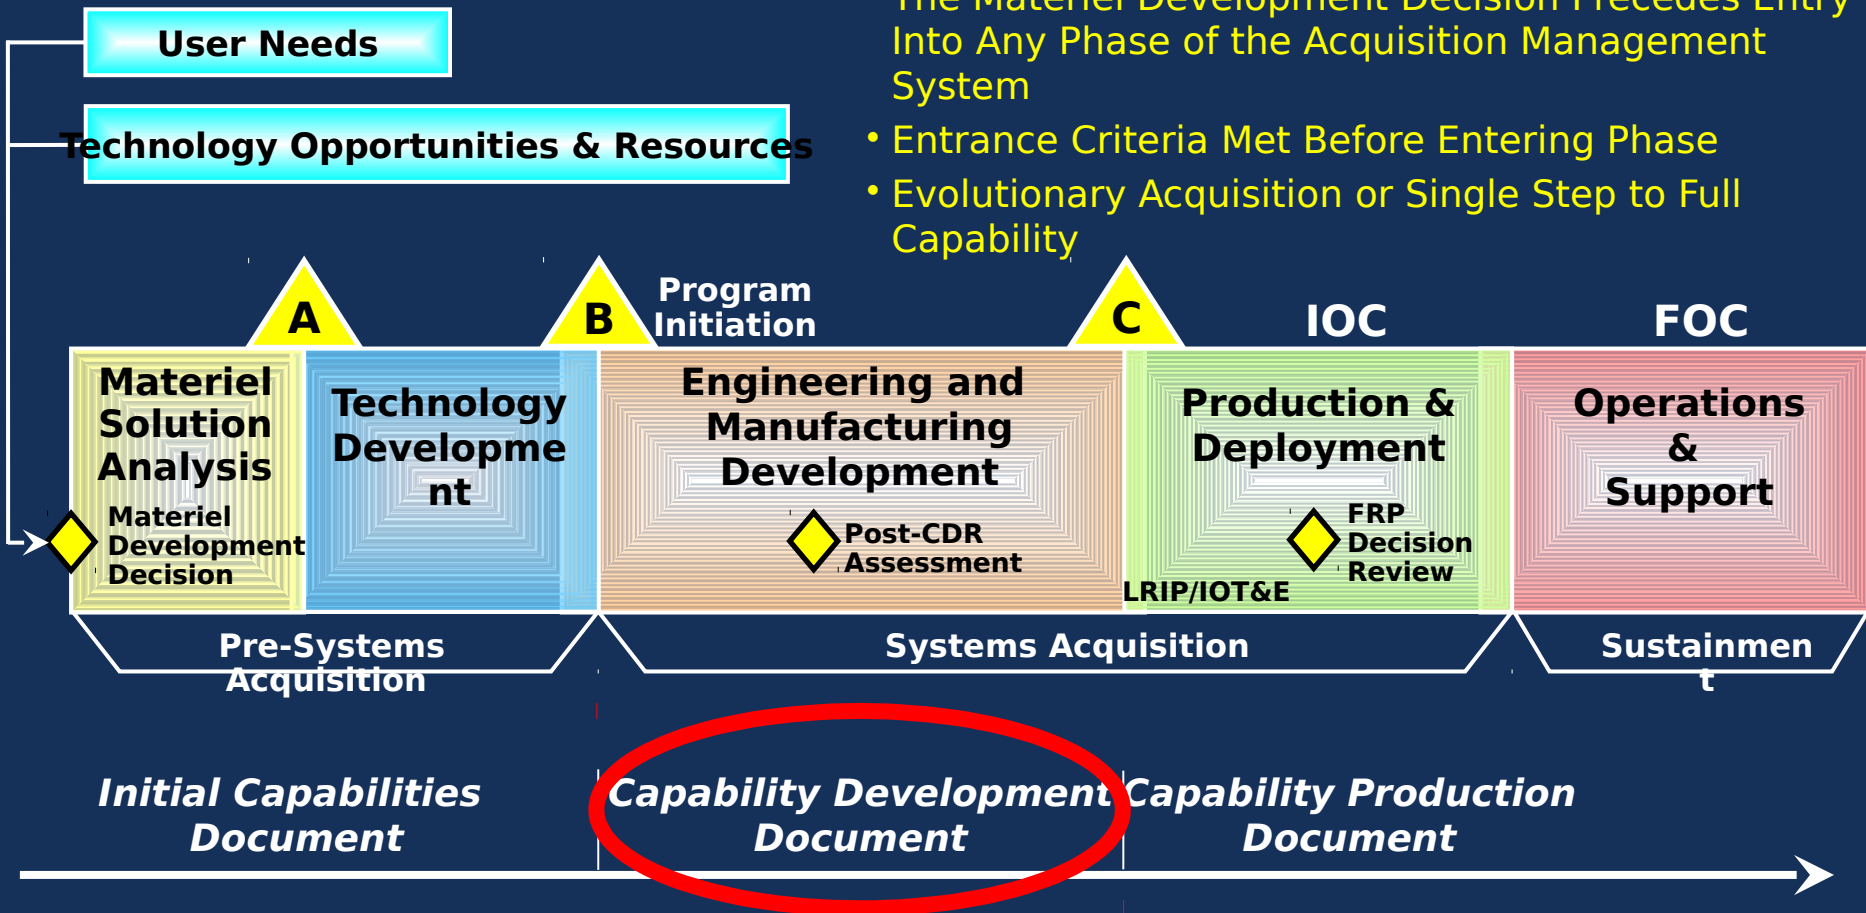 User Needs
Technology Opportunities & Resources
The Materiel Development Decision Precedes Entry
Into Any Phase of the Acquisition Management
System
• Entrance Criteria Met Before Entering Phase
• Evolutionary Acquisition or Single Step to Full
Capability
A
B
Program
Initiation
C
IOC
FOC
Materiel
Solution
Analysis
Materiel
Development
Decision
Technology
Developme
nt
Engineering and
Manufacturing
Development
Post-CDR
Assessment
Production &
Deployment
FRP
Decision
Review
LRIP/IOT&E
Operations
&
Support
Pre-Systems
Acquisition
Systems Acquisition
Sustainmen
t
Initial Capabilities
Document
Capability Development
Document
Capability Production
Document